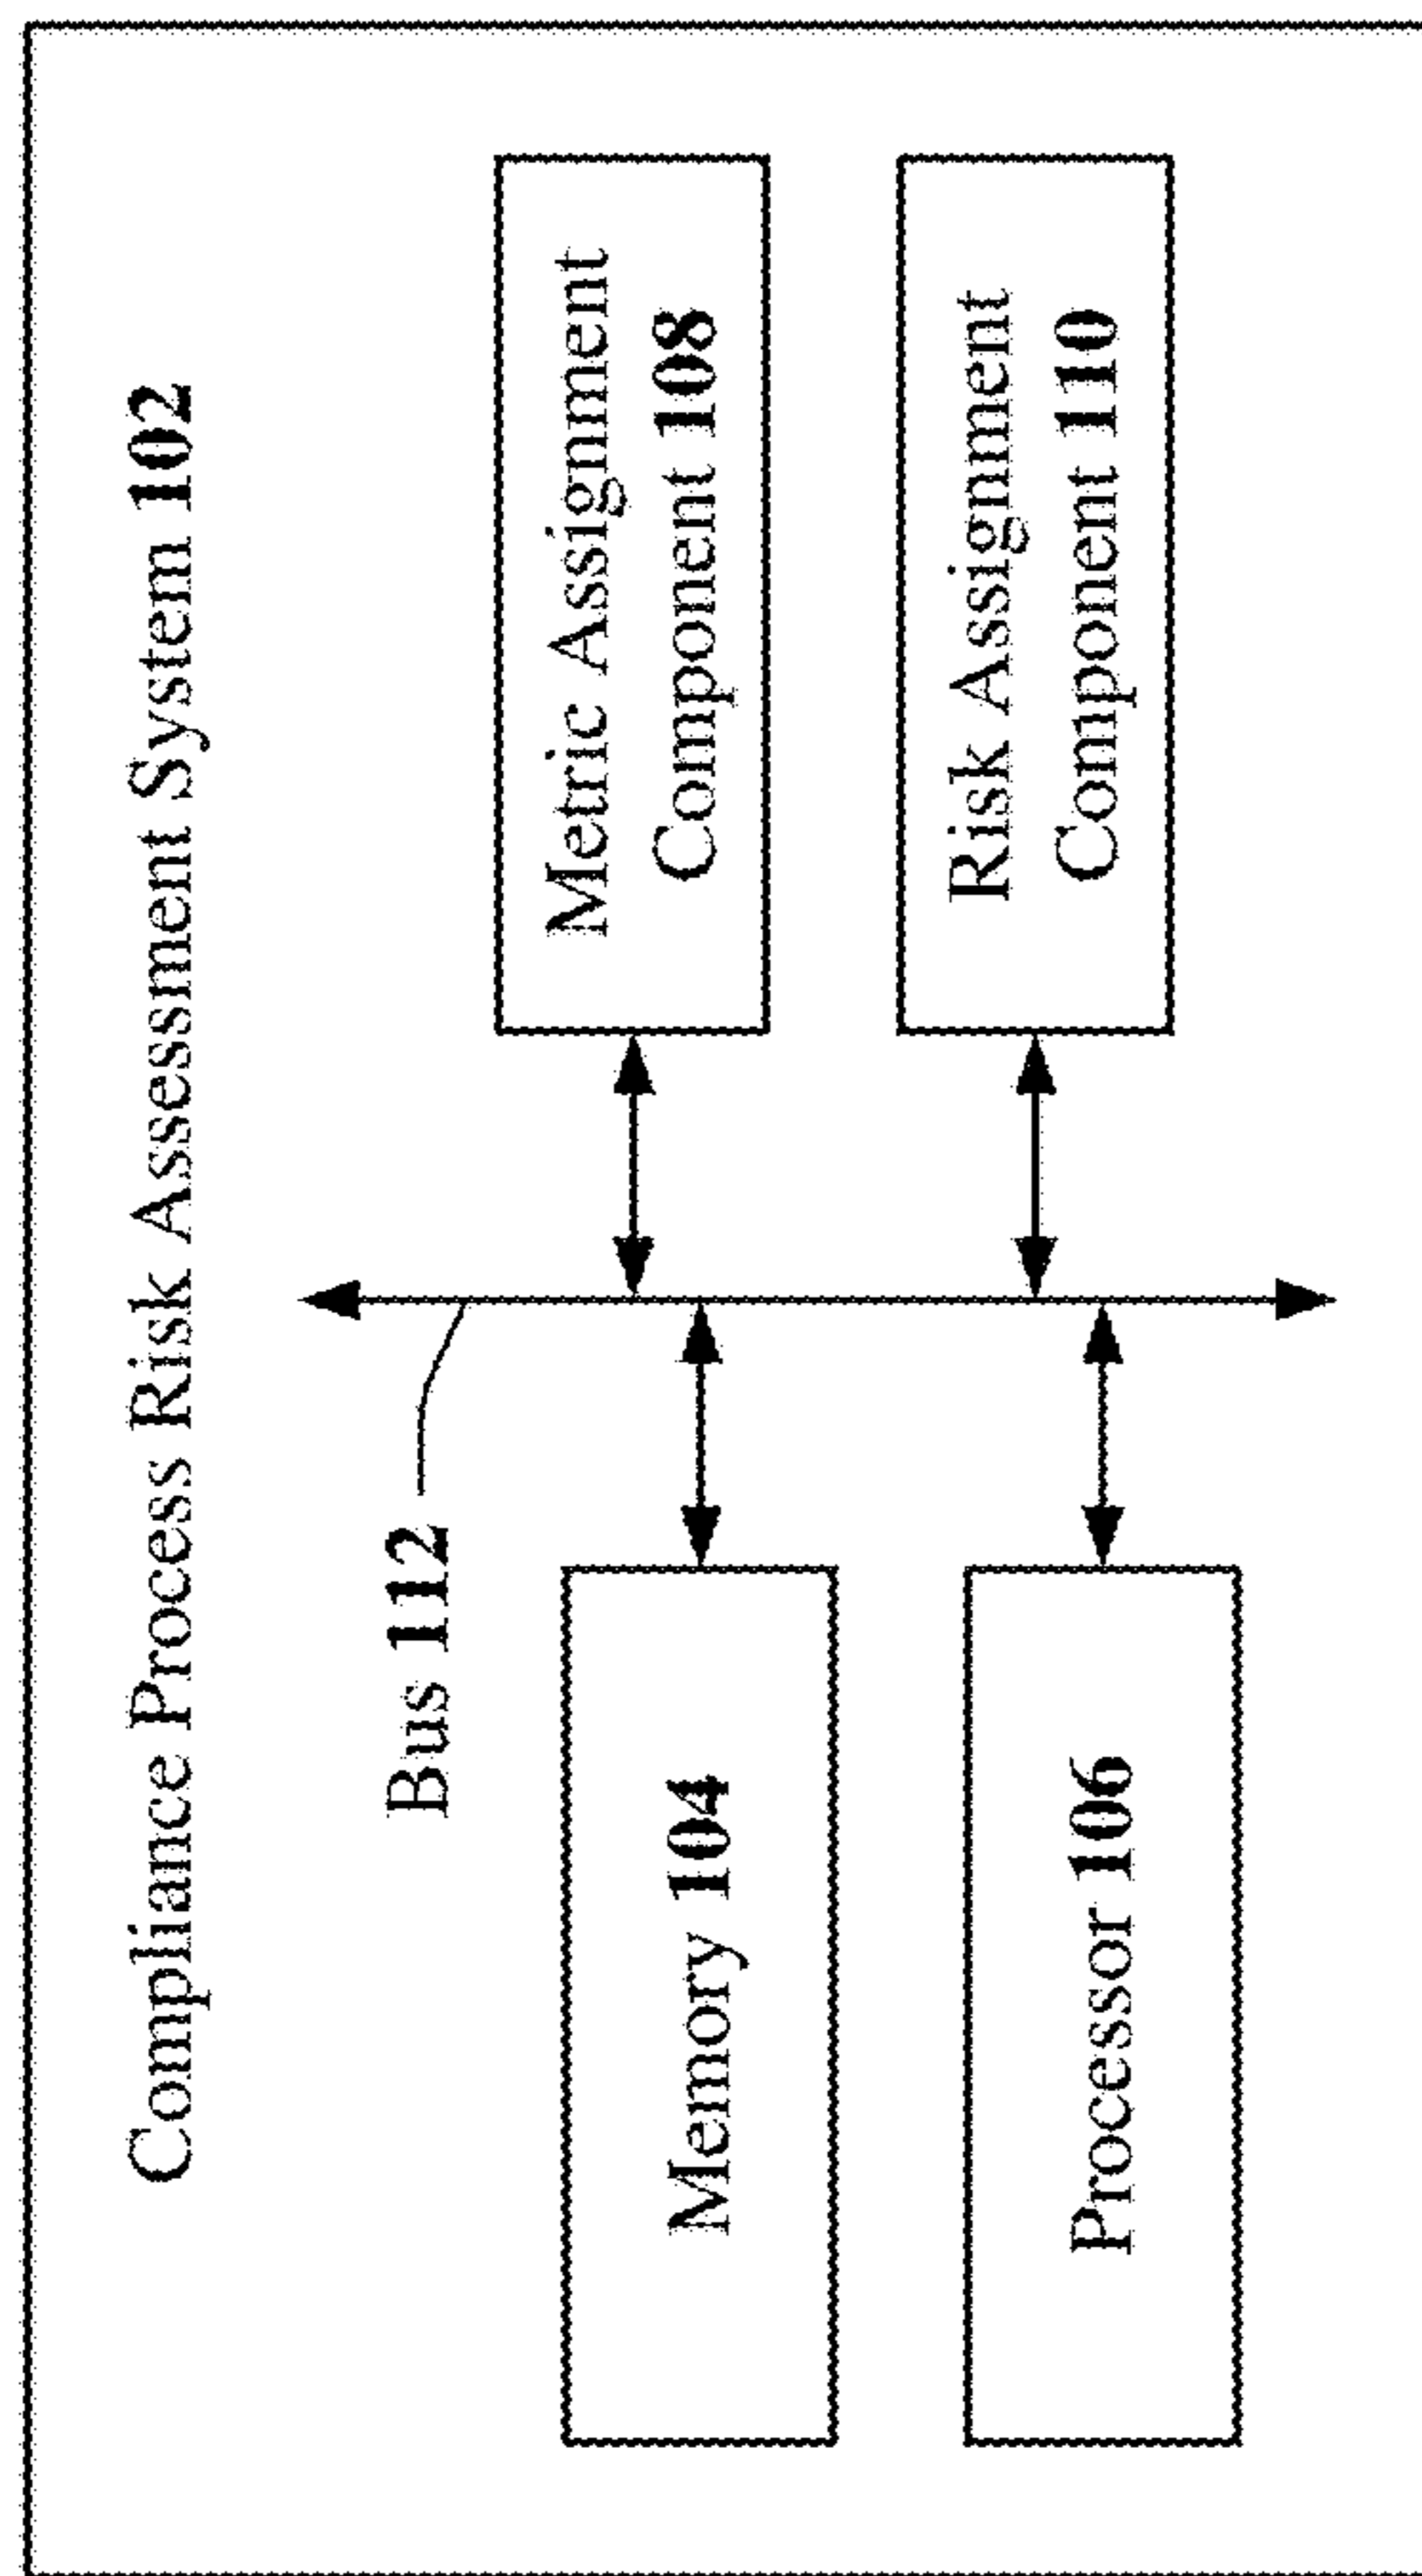 Compliance Process Risk Assessment System 102
Bus 112
Memory 104
Processor 106
Metric Assignment
Component 108
Risk Assignment
Component 110